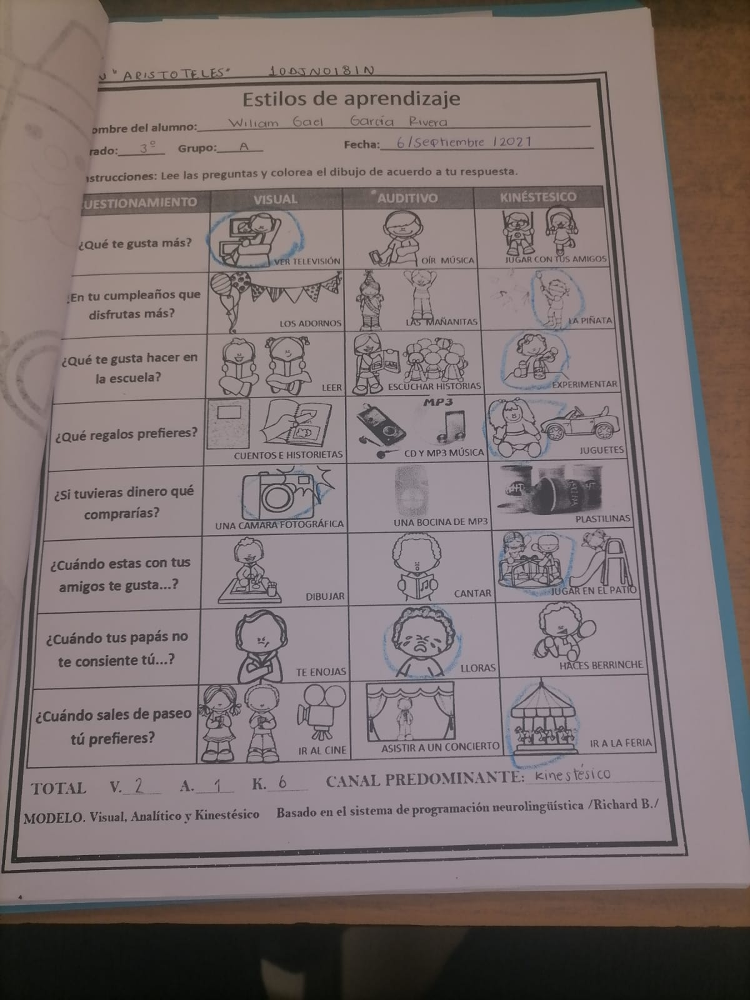 "ARISTOTELES" 10DJN0181N
Estilos de aprendizaje
ombre del alumno: Wiliam Gael García Rivera
rado: 3º Grupo: A Fecha: 6/Septiembre /2021
nstrucciones: Lee las preguntas y colorea el dibujo de acuerdo a tu respuesta.
UESTIONAMIENTO VISUAL AUDITIVO KINÉSTESICO
¿Qué te gusta más? VER TELEVISIÓN OÍR MÚSICA JUGAR CON TUS AMIGOS
¿En tu cumpleaños que
disfrutas más? LOS ADORNOS LAS MAÑANITAS LA PIÑATA
¿Qué te gusta hacer en
la escuela? LEER ESCUCHAR HISTORIAS EXPERIMENTAR
MP3
¿Qué regalos prefieres? CUENTOS E HISTORIETAS CD Y MP3 MÚSICA JUGUETES
¿Si tuvieras dinero qué
comprarías? UNA CAMARA FOTOGRÁFICA UNA BOCINA DE MP3 PLASTILINAS
¿Cuándo estas con tus
amigos te gusta...? DIBUJAR CANTAR JUGAR EN EL PATIO
¿Cuándo tus papás no
te consiente tú...? TE ENOJAS LLORAS HACES BERRINCHE
¿Cuándo sales de paseo
tú prefieres? IR AL CINE ASISTIR A UN CONCIERTO IR A LA FERIA
TOTAL V. 2 A. 1 K. 6 CANAL PREDOMINANTE: kinestésico
MODELO. Visual, Analítico y Kinestésico Basado en el sistema de programación neurolingüística /Richard B./